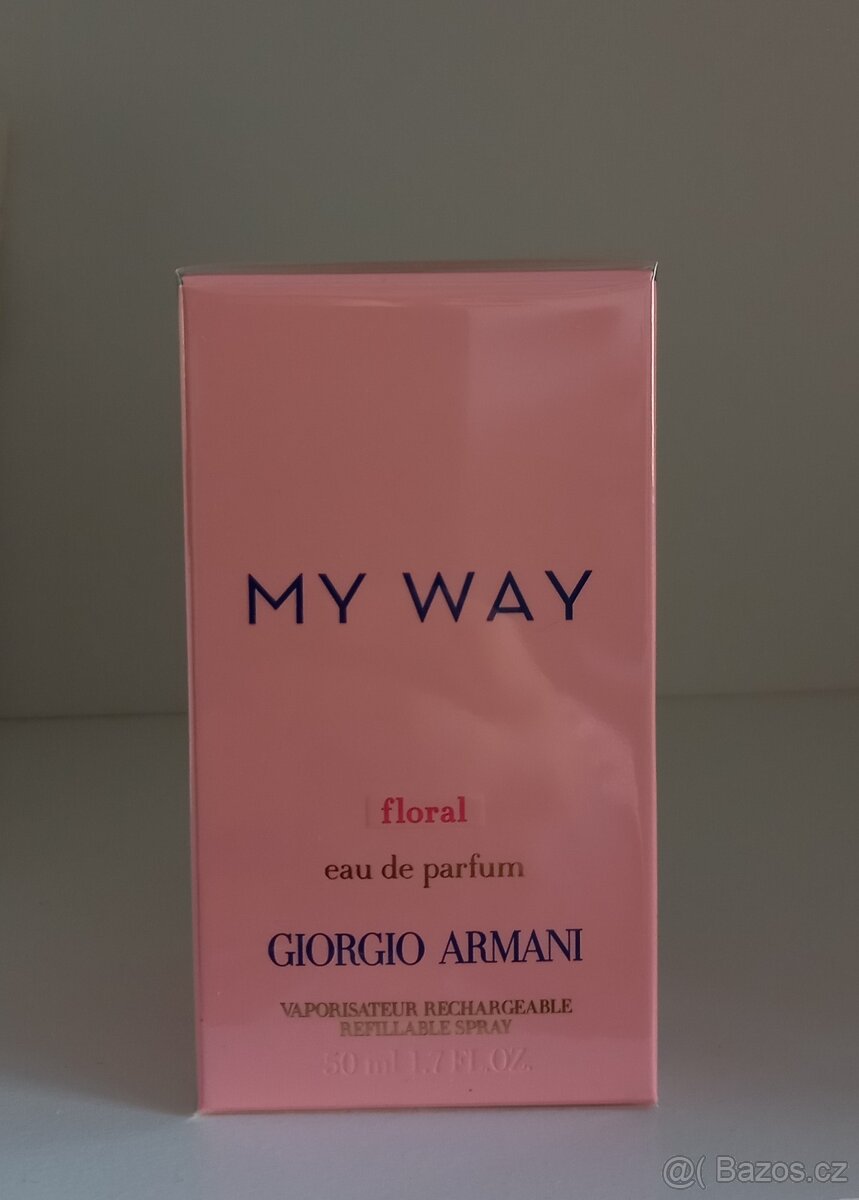 MY WAY
floral
eau de parfum
GIORGIO ARMANI
VAPORISATEUR RECHARGEABLE
REFILLABLE SPRAY
50 ml 1.7 FL.OZ.
@( Bazos.cz